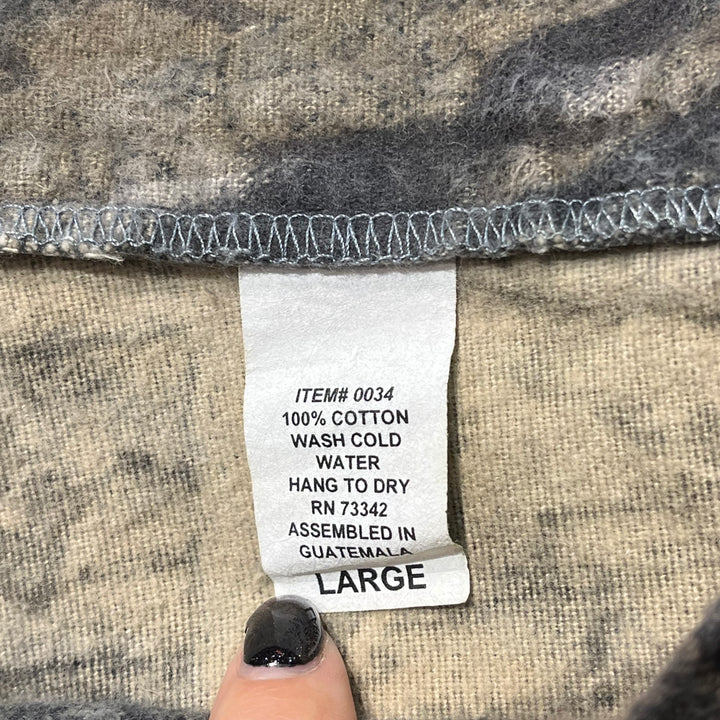 ITEM# 0034
100% COTTON
WASH COLD
WATER
HANG TO DRY
RN 73342
ASSEMBLED IN
GUATEMALA
LARGE